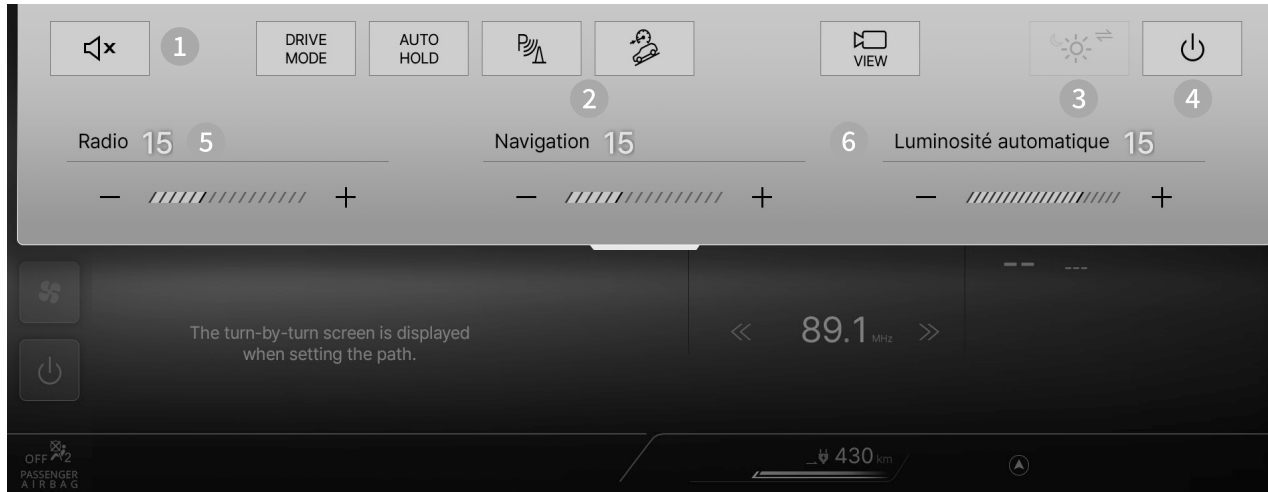 1
DRIVE
MODE
AUTO
HOLD
P
VIEW
2
3
4
Radio 15 5
Navigation 15
6 Luminosité automatique 15
-- ---
The turn-by-turn screen is displayed
when setting the path.
89.1 MHz
OFF 2
PASSENGER
AIRBAG
430 km